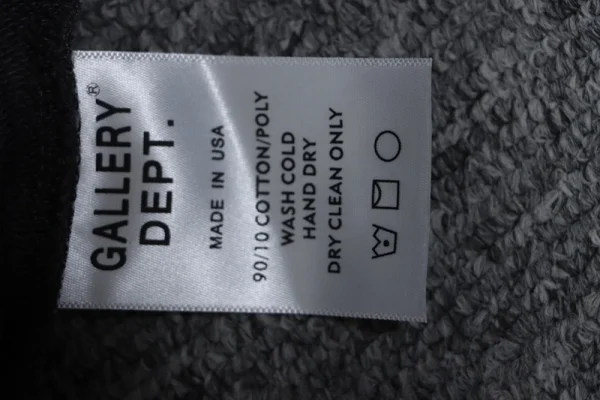 GALLERY®
DEPT.
MADE IN USA
90/10 COTTON/POLY
WASH COLD
HAND DRY
DRY CLEAN ONLY